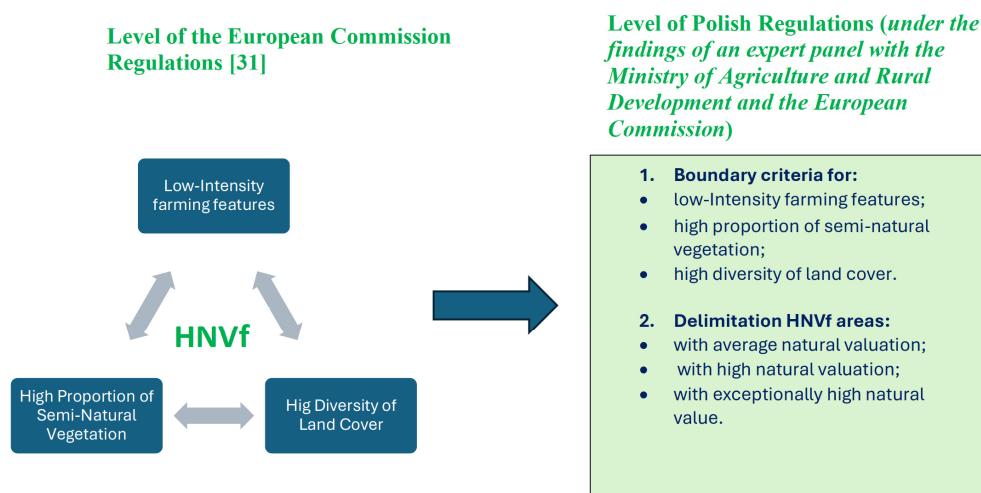 Level of the European Commission
Regulations [31]
Low-Intensity
farming features
HNVf
High Proportion of
Semi-Natural
Vegetation
Hig Diversity of
Land Cover
Level of Polish Regulations (under the
findings of an expert panel with the
Ministry of Agriculture and Rural
Development and the European
Commission)
1. Boundary criteria for:
• low-Intensity farming features;
• high proportion of semi-natural
vegetation;
• high diversity of land cover.
2. Delimitation HNVf areas:
• with average natural valuation;
• with high natural valuation;
• with exceptionally high natural
value.